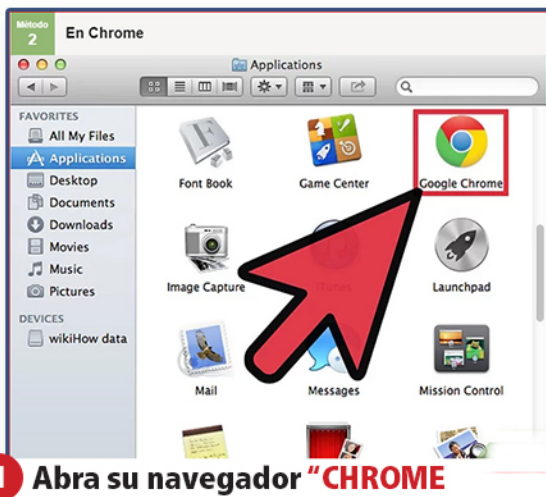 Método
2
En Chrome
Applications
FAVORITES
All My Files
Applications
Desktop
Documents
Downloads
Movies
Music
Pictures
DEVICES
wikiHow data
Font Book
Game Center
Google Chrome
Image Capture
iTunes
Launchpad
Mail
Messages
Mission Control
1 Abra su navegador "CHROME